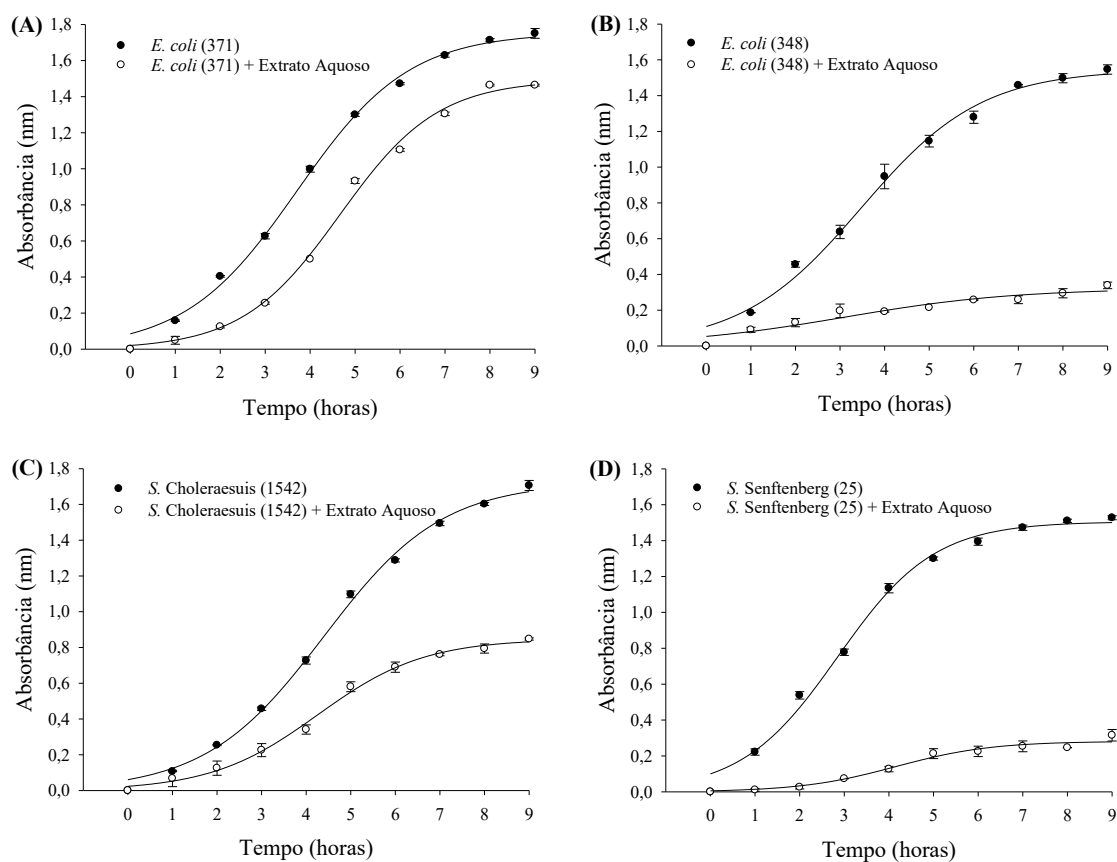 (A)
E. coli (371)
E. coli (371) + Extrato Aquoso
Absorbância (nm)
1,8
1,6
1,4
1,2
1,0
0,8
0,6
0,4
0,2
0,0
0 1 2 3 4 5 6 7 8 9
Tempo (horas)
(B)
E. coli (348)
E. coli (348) + Extrato Aquoso
Absorbância (nm)
1,8
1,6
1,4
1,2
1,0
0,8
0,6
0,4
0,2
0,0
0 1 2 3 4 5 6 7 8 9
Tempo (horas)
(C)
S. Choleraesuis (1542)
S. Choleraesuis (1542) + Extrato Aquoso
Absorbância (nm)
1,8
1,6
1,4
1,2
1,0
0,8
0,6
0,4
0,2
0,0
0 1 2 3 4 5 6 7 8 9
Tempo (horas)
(D)
S. Senftenberg (25)
S. Senftenberg (25) + Extrato Aquoso
Absorbância (nm)
1,8
1,6
1,4
1,2
1,0
0,8
0,6
0,4
0,2
0,0
0 1 2 3 4 5 6 7 8 9
Tempo (horas)